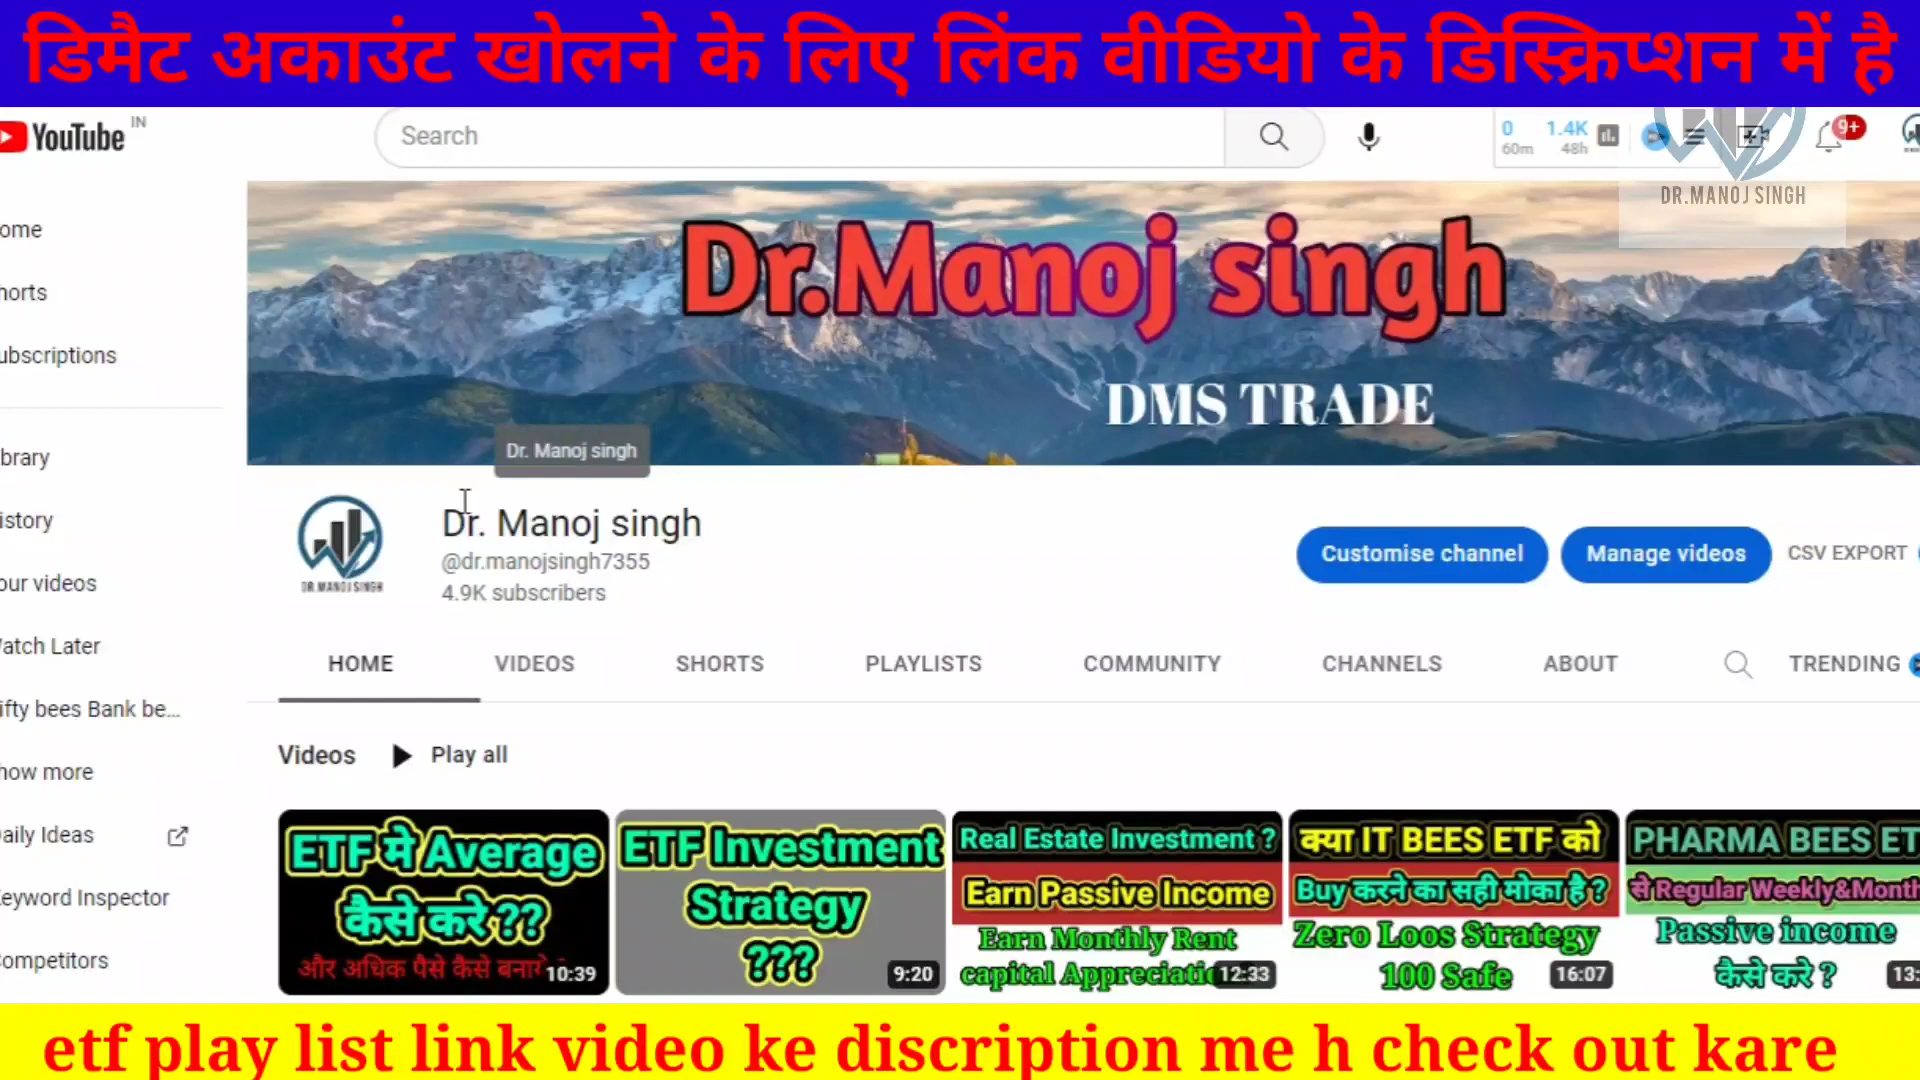 डिमैट अकाउंट खोलने के लिए लिंक वीडियो के डिस्क्रिप्शन में है
YouTube IN
Search
0 60m
1.4K 48h
9+
DR.MANOJ SINGH
ome
horts
ubscriptions
brary
istory
our videos
atch Later
ifty bees Bank be...
how more
aily Ideas
eyword Inspector
ompetitors
Dr.Manoj singh
DMS TRADE
Dr. Manoj singh
DR.MANOJ SINGH
Dr. Manoj singh
@dr.manojsingh7355
4.9K subscribers
Customise channel
Manage videos
CSV EXPORT
HOME VIDEOS SHORTS PLAYLISTS COMMUNITY CHANNELS ABOUT TRENDING
Videos Play all
ETF मे Average
कैसे करे ??
और अधिक पैसे कैसे
10:39
ETF Investment
Strategy
???
9:20
Real Estate Investment ?
Earn Passive Income
Earn Monthly Rent
capital
12:33
क्या IT BEES ETF को
Buy करने का सही मोका है ?
Zero Loos Strategy
100 Safe
16:07
PHARMA BEES ET
से Regular Weekly&Month
Passive income
कैसे करे ?
13:
etf play list link video ke discription me h check out kare